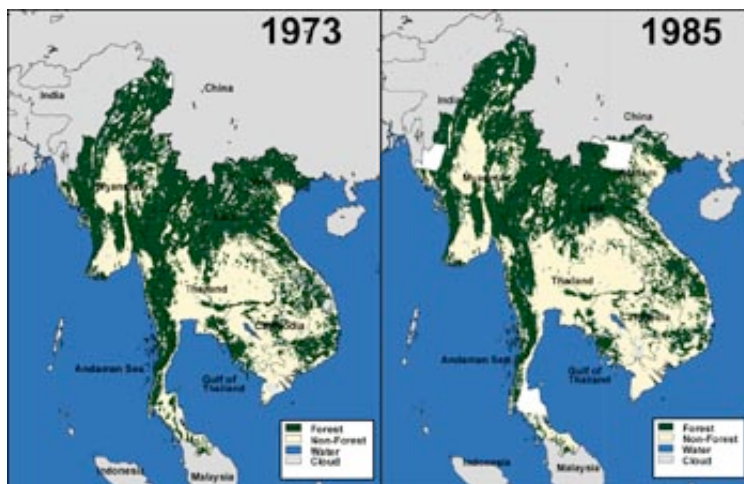 1973
China
India
Myanmar
Laos
Thailand
Cambodia
Andaman Sea
Gulf of
Thailand
Forest
Non-Forest
Water
Cloud
Indonesia
Malaysia
1985
China
India
Myanmar
Laos
Thailand
Cambodia
Andaman Sea
Gulf of
Thailand
Forest
Non-Forest
Water
Cloud
Indonesia
Malaysia